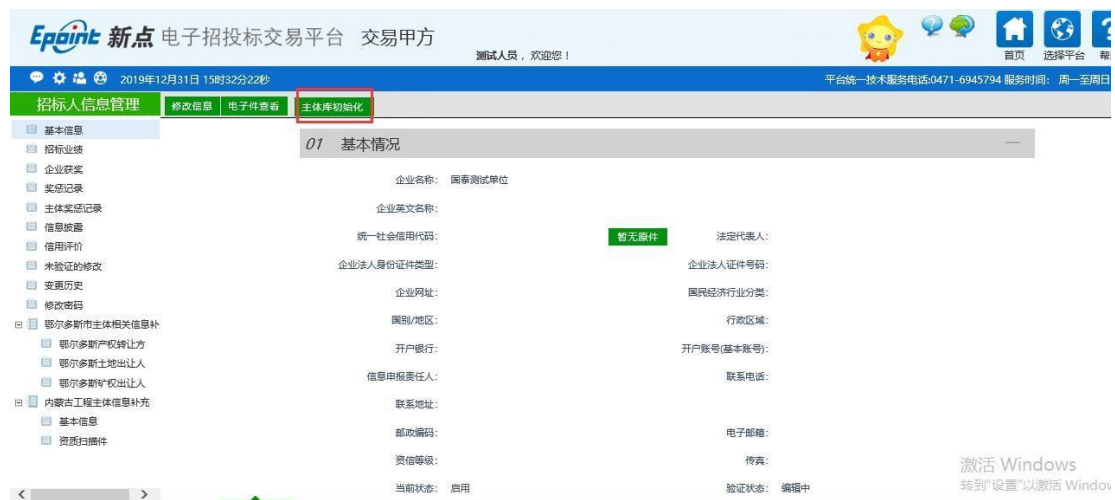 Epoint 新点 电子招投标交易平台 交易甲方
测试人员，欢迎您！
首页 选择平台 帮
2019年12月31日 15时32分22秒 平台统一技术服务电话:0471-6945794 服务时间: 周一至周日
招标人信息管理 修改信息 电子件查看 主体库初始化
基本信息
01 基本情况
招标业绩
企业获奖
企业名称: 国泰测试单位
奖惩记录
主体奖惩记录
企业英文名称:
信息披露
统一社会信用代码: 暂无原件 法定代表人:
信用评价
未验证的修改
企业法人身份证件类型: 企业法人证件号码:
变更历史
企业网址: 国民经济行业分类:
修改密码
鄂尔多斯市主体相关信息补
国别/地区: 行政区域:
鄂尔多斯产权转让方
开户银行: 开户账号(基本账号):
鄂尔多斯土地出让人
鄂尔多斯矿权出让人
信息申报责任人: 联系电话:
内蒙古工程主体信息补充
联系地址:
基本信息
邮政编码: 电子邮箱:
资质扫描件
资信等级: 传真:
当前状态: 启用 验证状态: 编辑中
激活 Windows
转到"设置"以激活 Window